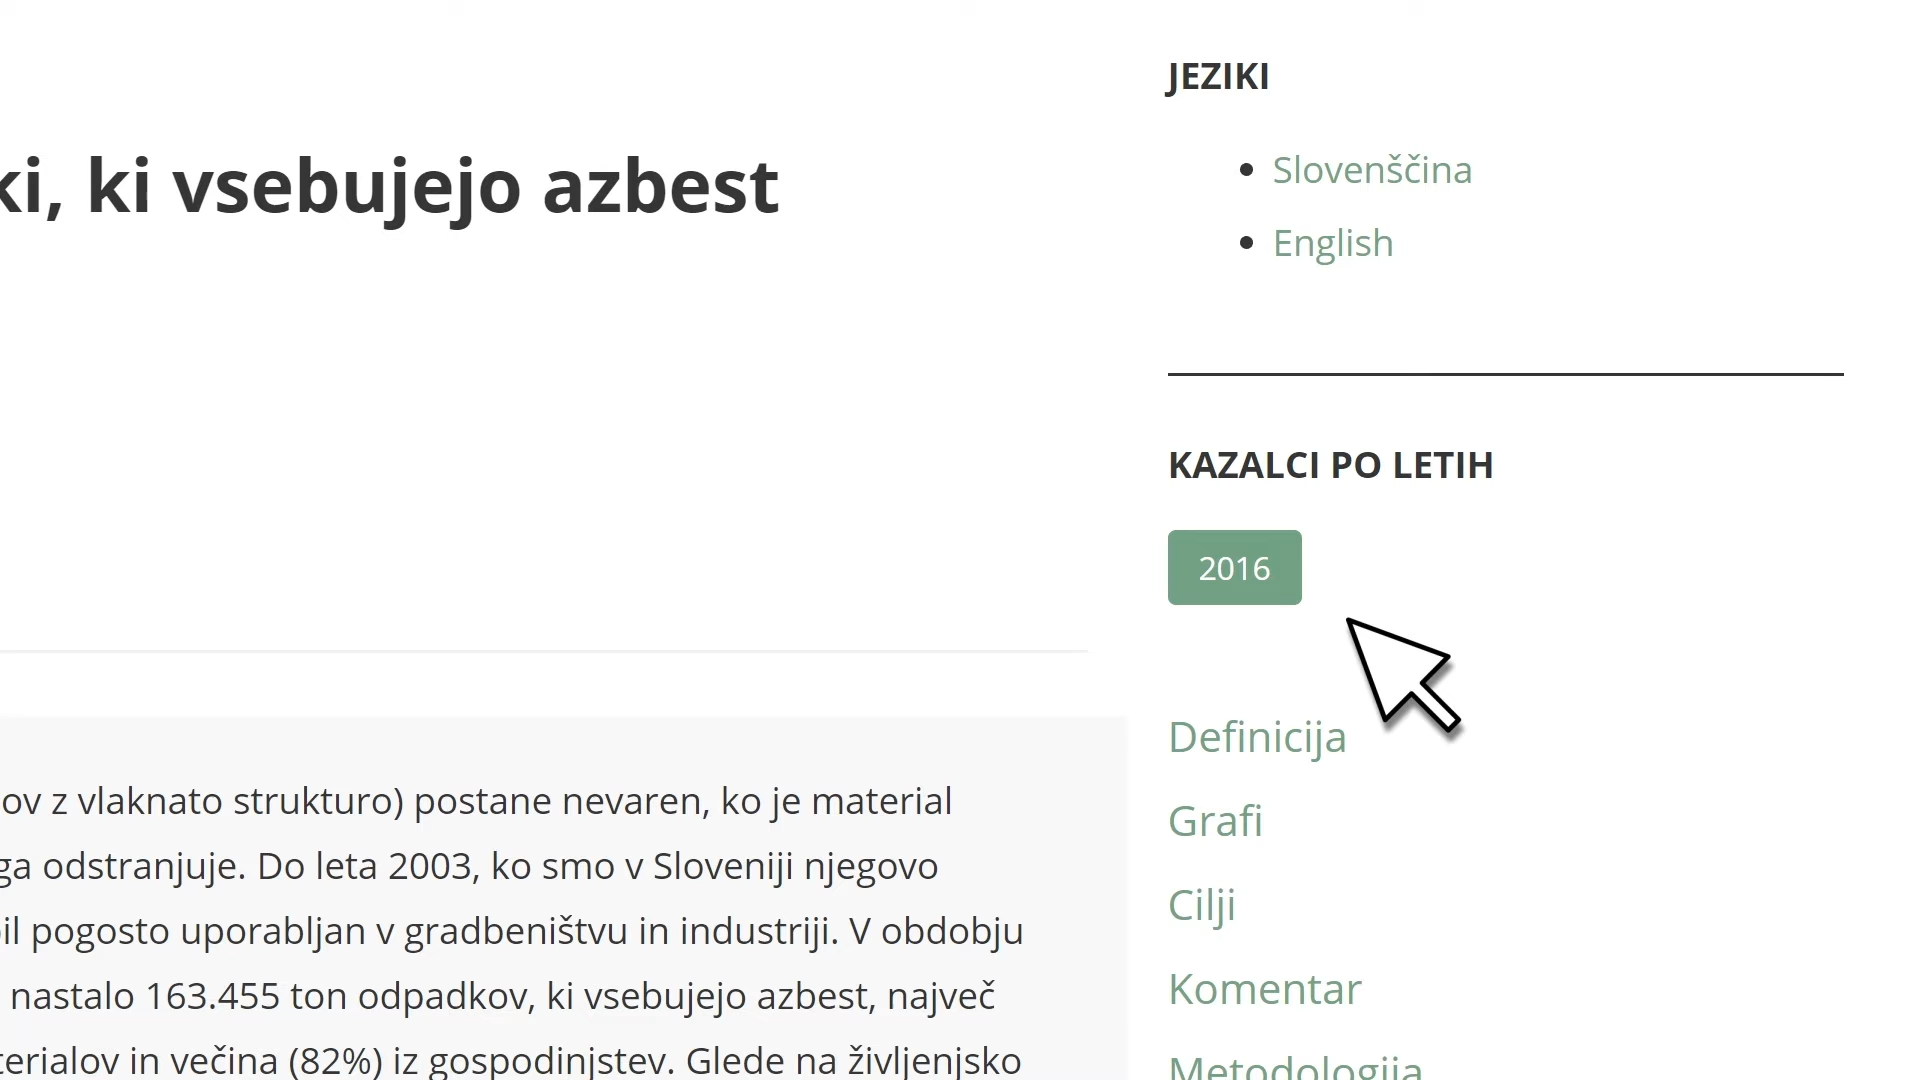 ki, ki vsebujejo azbest
ov z vlaknato strukturo) postane nevaren, ko je material
ga odstranjuje. Do leta 2003, ko smo v Sloveniji njegovo
il pogosto uporabljan v gradbeništvu in industriji. V obdobju
nastalo 163.455 ton odpadkov, ki vsebujejo azbest, največ
terialov in večina (82%) iz gospodinjstev. Glede na življenjsko
JEZIKI
Slovenščina
English
KAZALCI PO LETIH
2016
Definicija
Grafi
Cilji
Komentar
Metodologija